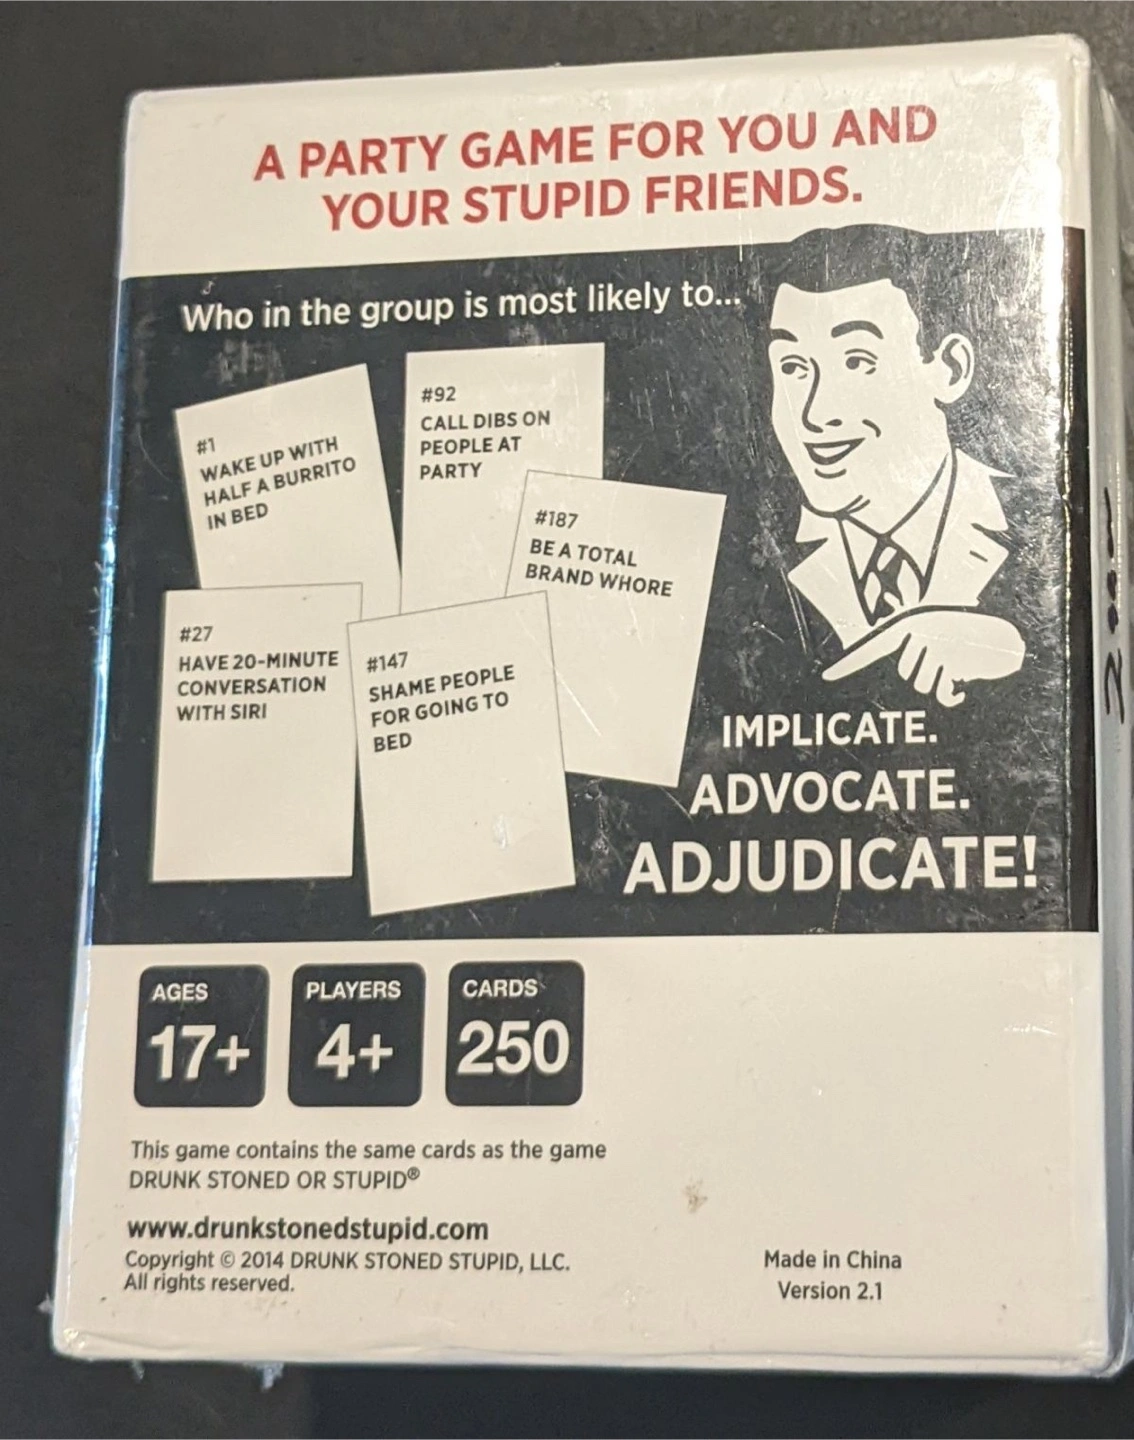 A PARTY GAME FOR YOU AND
YOUR STUPID FRIENDS.
Who in the group is most likely to...
#1
WAKE UP WITH
HALF A BURRITO
IN BED
#92
CALL DIBS ON
PEOPLE AT
PARTY
#187
BE A TOTAL
BRAND WHORE
#27
HAVE 20-MINUTE
CONVERSATION
WITH SIRI
#147
SHAME PEOPLE
FOR GOING TO
BED
IMPLICATE.
ADVOCATE.
ADJUDICATE!
AGES
17+
PLAYERS
4+
CARDS
250
This game contains the same cards as the game
DRUNK STONED OR STUPID®
www.drunkstonedstupid.com
Copyright © 2014 DRUNK STONED STUPID, LLC.
All rights reserved.
Made in China
Version 2.1